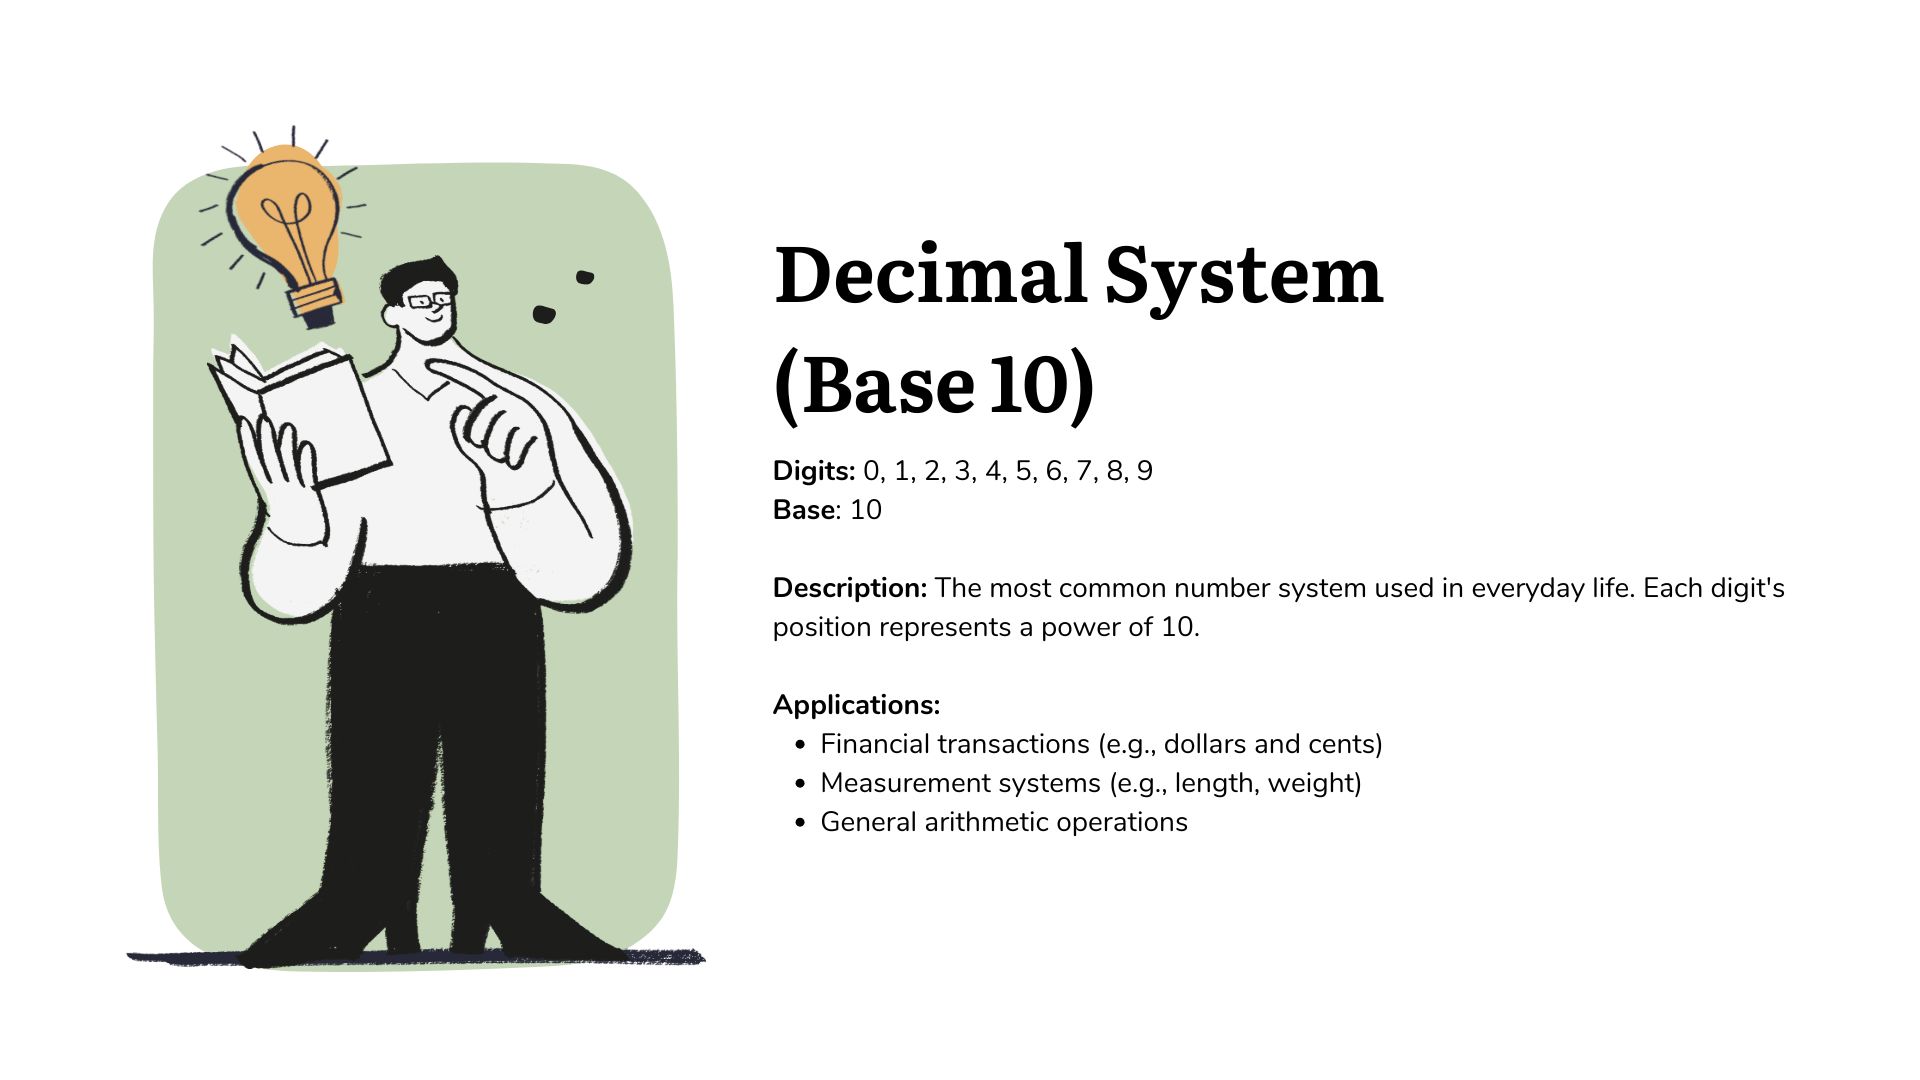 Decimal System
(Base 10)
Digits: 0, 1, 2, 3, 4, 5, 6, 7, 8, 9
Base: 10
Description: The most common number system used in everyday life. Each digit's
position represents a power of 10.
Applications:
• Financial transactions (e.g., dollars and cents)
• Measurement systems (e.g., length, weight)
• General arithmetic operations